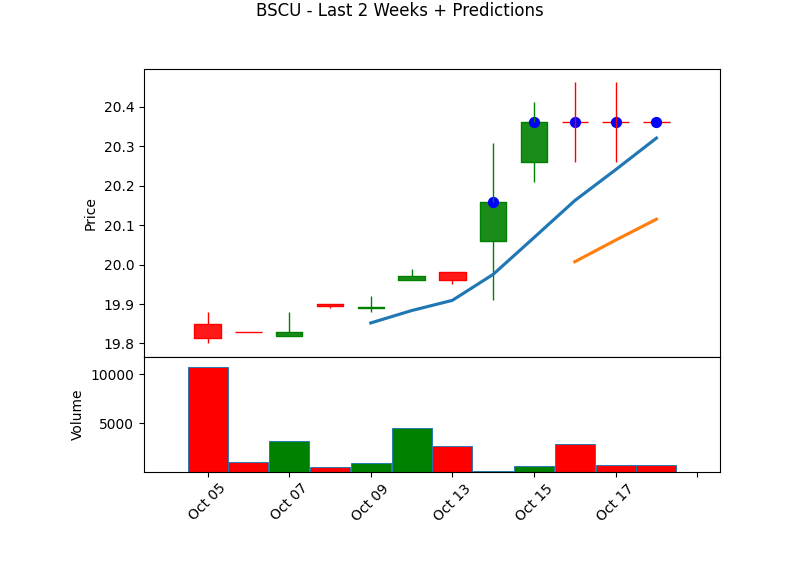 BSCU - Last 2 Weeks + Predictions
20.4
20.3
20.2
20.1
20.0
19.9
19.8
Price
10000
5000
Volume
Oct 05
Oct 07
Oct 09
Oct 13
Oct 15
Oct 17